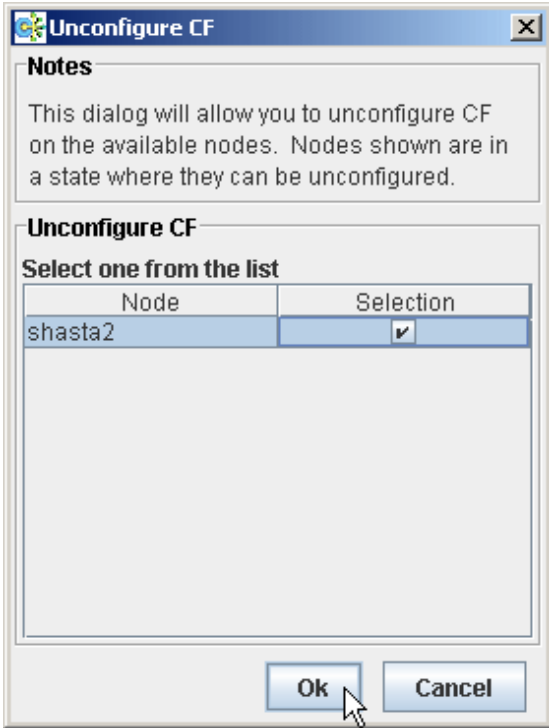 Unconfigure CF
Notes
This dialog will allow you to unconfigure CF
on the available nodes. Nodes shown are in
a state where they can be unconfigured.
Unconfigure CF
Select one from the list
Node Selection
shasta2
Ok Cancel